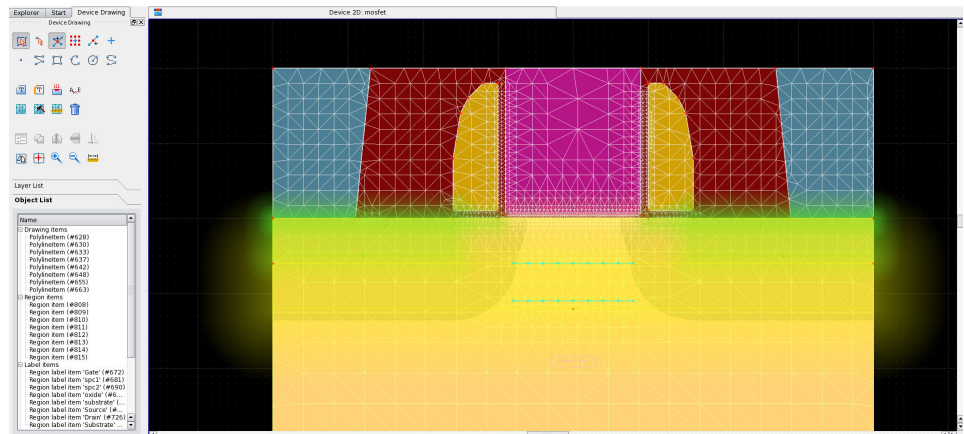 Explorer Start Device Drawing
Device 2D: mosfet
Device Drawing
Layer List
Object List
Name
Drawing items
PolylineItem (#628)
PolylineItem (#630)
PolylineItem (#633)
PolylineItem (#637)
PolylineItem (#642)
PolylineItem (#648)
PolylineItem (#655)
PolylineItem (#663)
Region items
Region item (#808)
Region item (#809)
Region item (#810)
Region item (#811)
Region item (#812)
Region item (#813)
Region item (#814)
Region item (#815)
Label items
Region label item 'Gate' (#672)
Region label item 'spc1' (#681)
Region label item 'spc2' (#690)
Region label item 'oxide' (#6...
Region label item 'substrate' (...
Region label item 'Source' (#...
Region label item 'Drain' (#726)
Region label item 'Substrate' ...